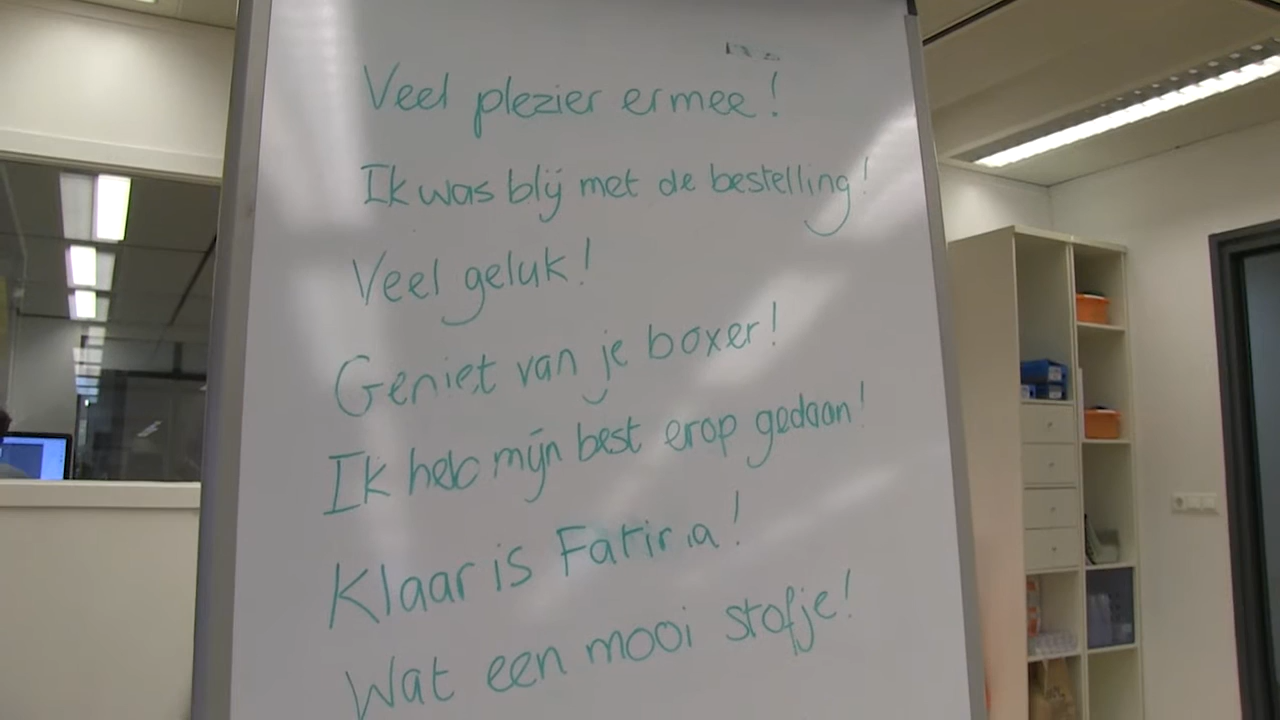 Veel plezier ermee!
Ik was blij met de bestelling!
Veel geluk!
Geniet van je boxer!
Ik heb mijn best erop gedaan!
Klaar is
Wat een mooi stofje!